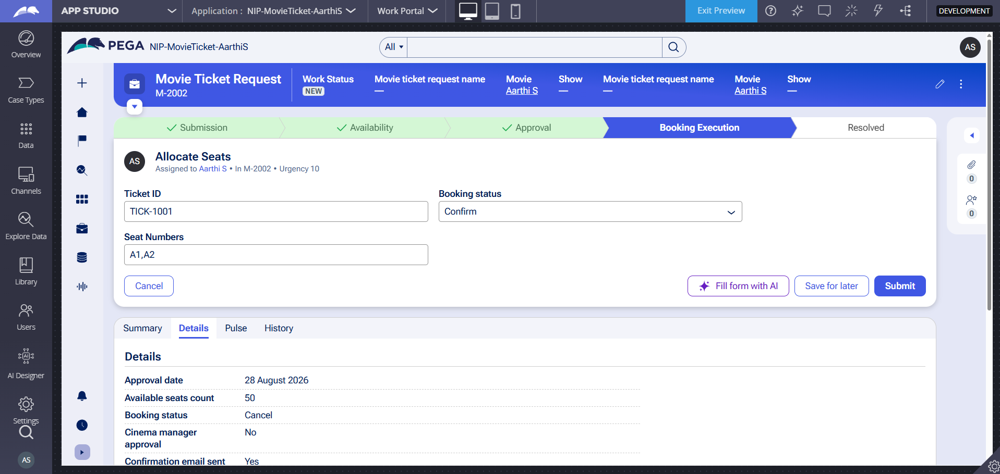 APP STUDIO
Application : NIP-MovieTicket-AarthiS
Work Portal
Exit Preview
DEVELOPMENT
Overview
Case Types
Data
Channels
Explore Data
Library
Users
AI
AI Designer
Settings
AS
PEGA NIP-MovieTicket-AarthiS
All
AS
Movie Ticket Request
M-2002
Work Status
NEW
Movie ticket request name
—
Movie
Aarthi S
Show
—
Movie ticket request name
—
Movie
Aarthi S
Show
—
Submission
Availability
Approval
Booking Execution
Resolved
AS
Allocate Seats
Assigned to Aarthi S • In M-2002 • Urgency 10
0
0
Ticket ID
TICK-1001
Booking status
Confirm
Seat Numbers
A1,A2
Cancel
Fill form with AI
Save for later
Submit
Summary
Details
Pulse
History
Details
Approval date 28 August 2026
Available seats count 50
Booking status Cancel
Cinema manager No
approval
Confirmation email sent Yes